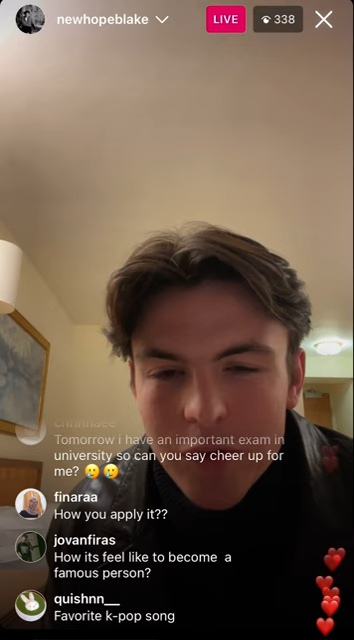 newhopeblake
LIVE
338
Tomorrow i have an important exam in
university so can you say cheer up for
me? 🥲🥲
finaraa
How you apply it??
jovanfiras
How its feel like to become a
famous person?
quishnn__
Favorite k-pop song